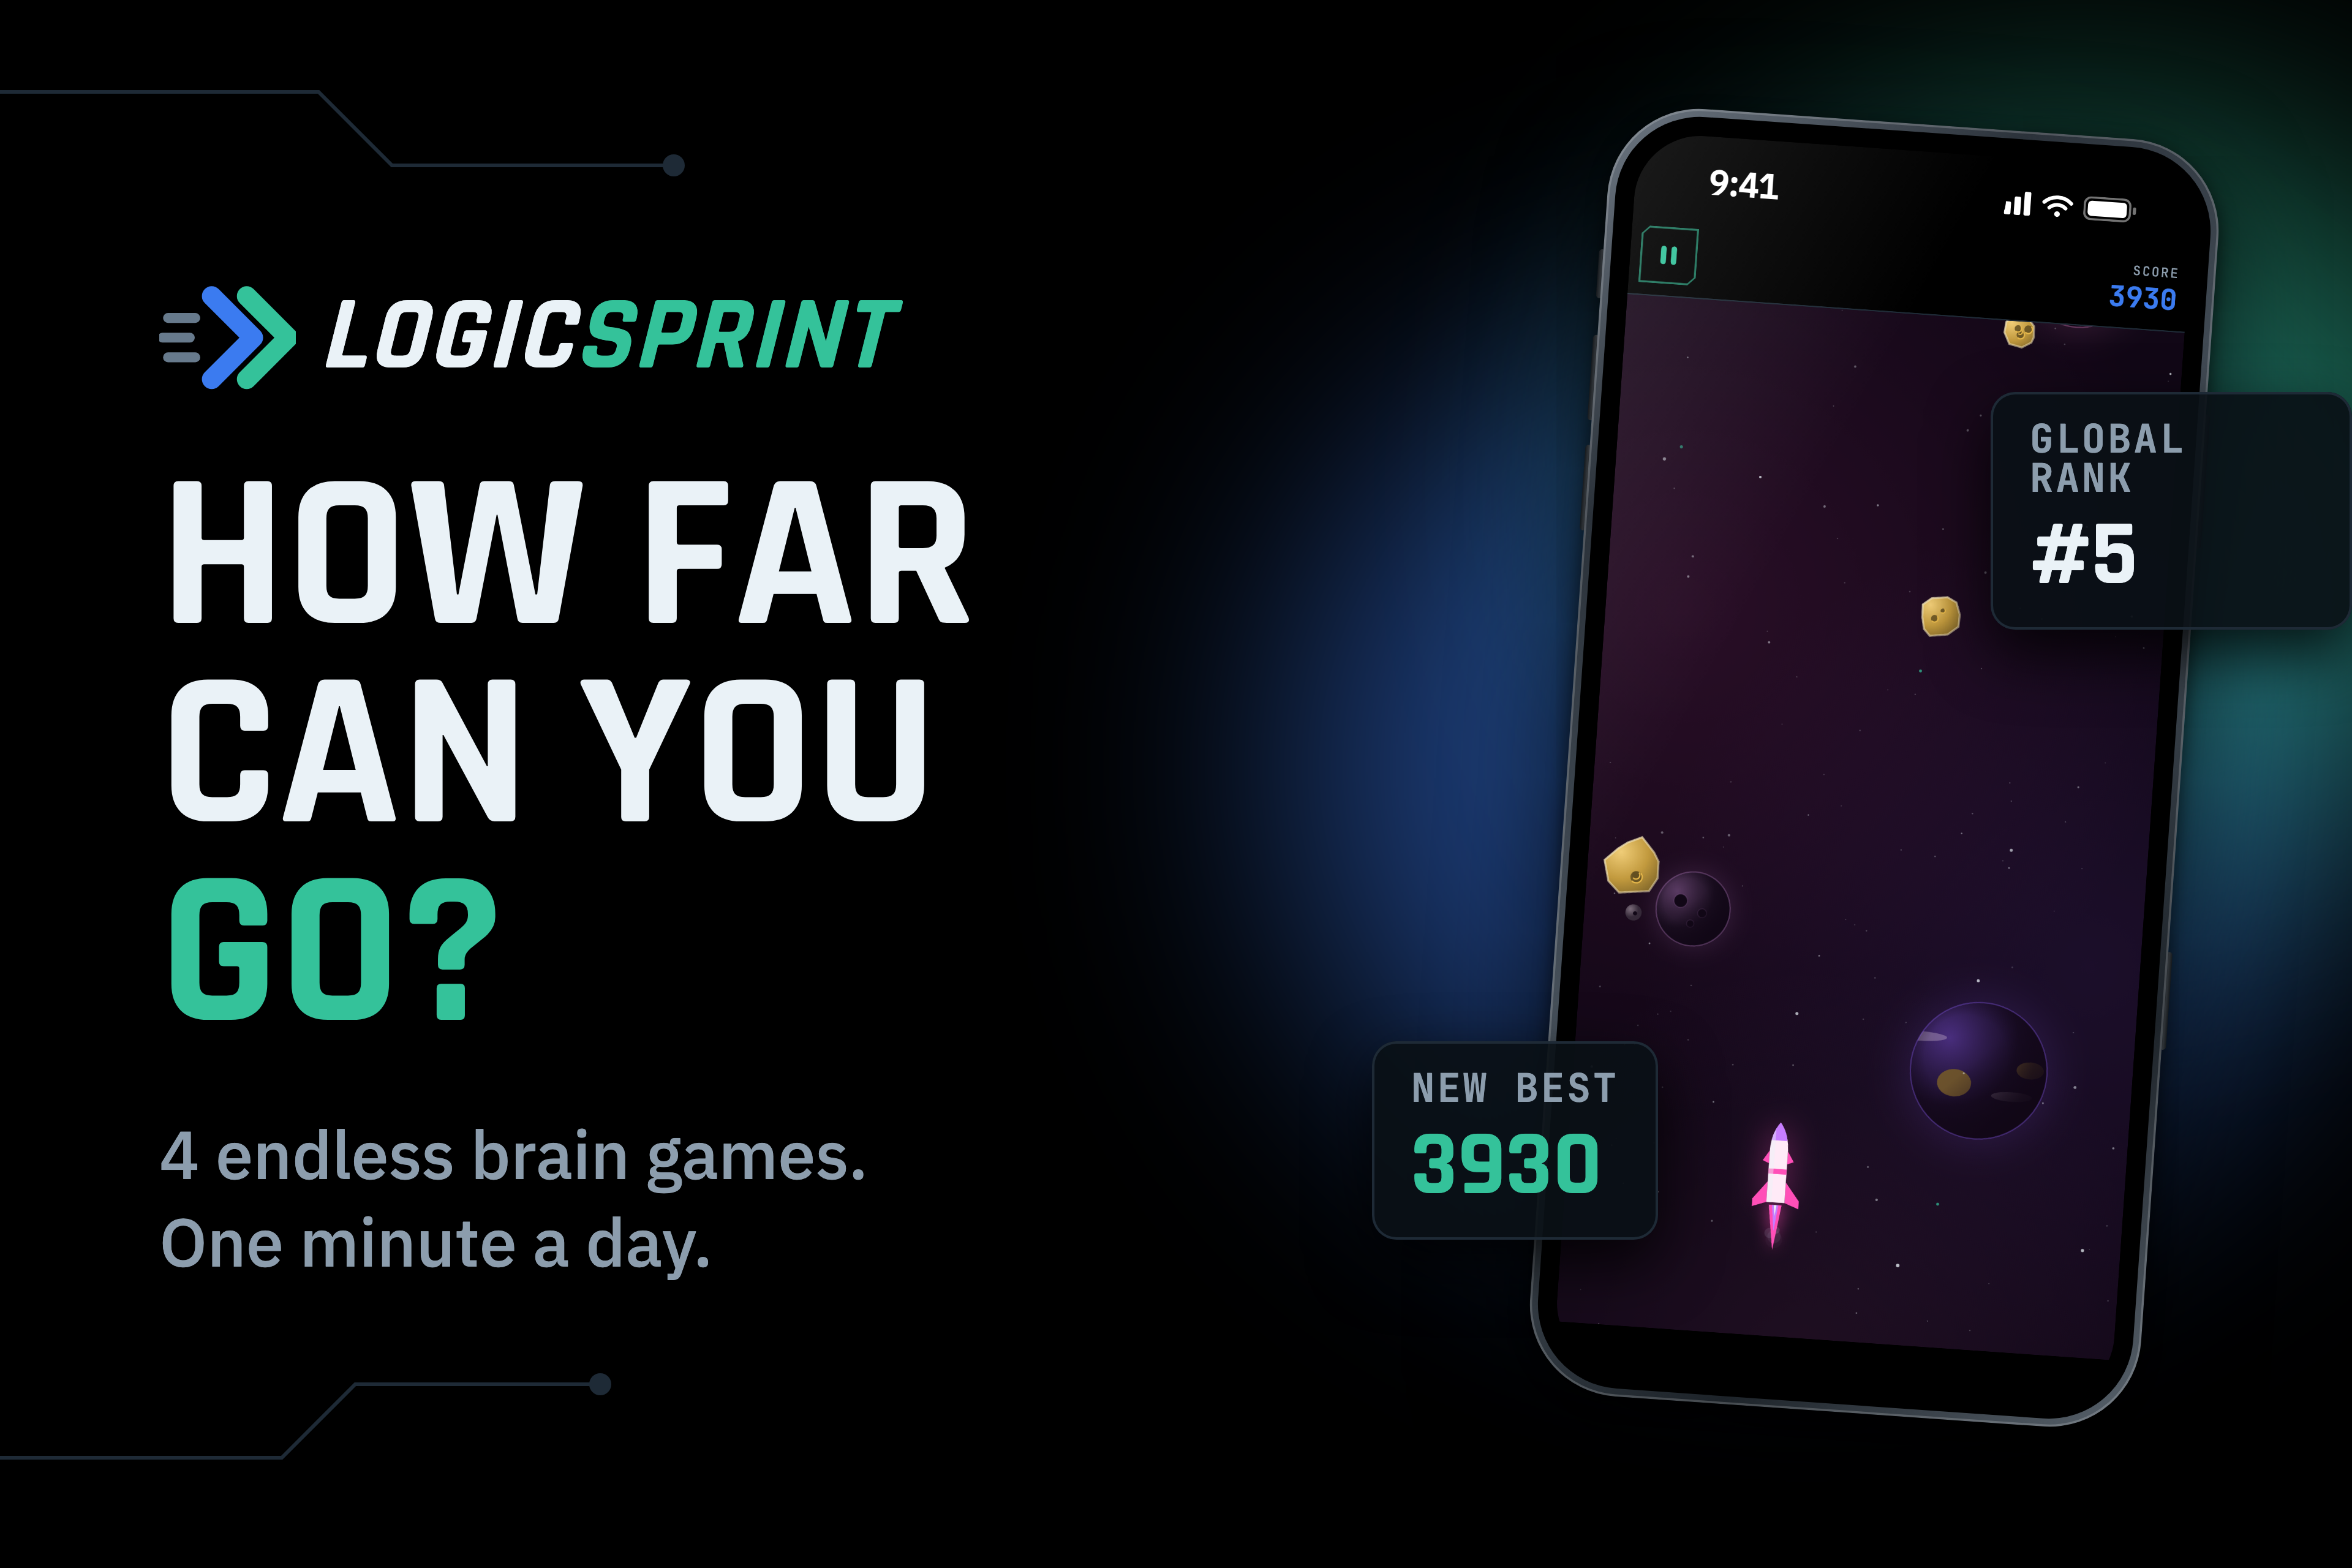 LOGICSPRINT
HOW FAR
CAN YOU
GO?
4 endless brain games.
One minute a day.
9:41
SCORE
3930
GLOBAL
RANK
#5
NEW BEST
3930